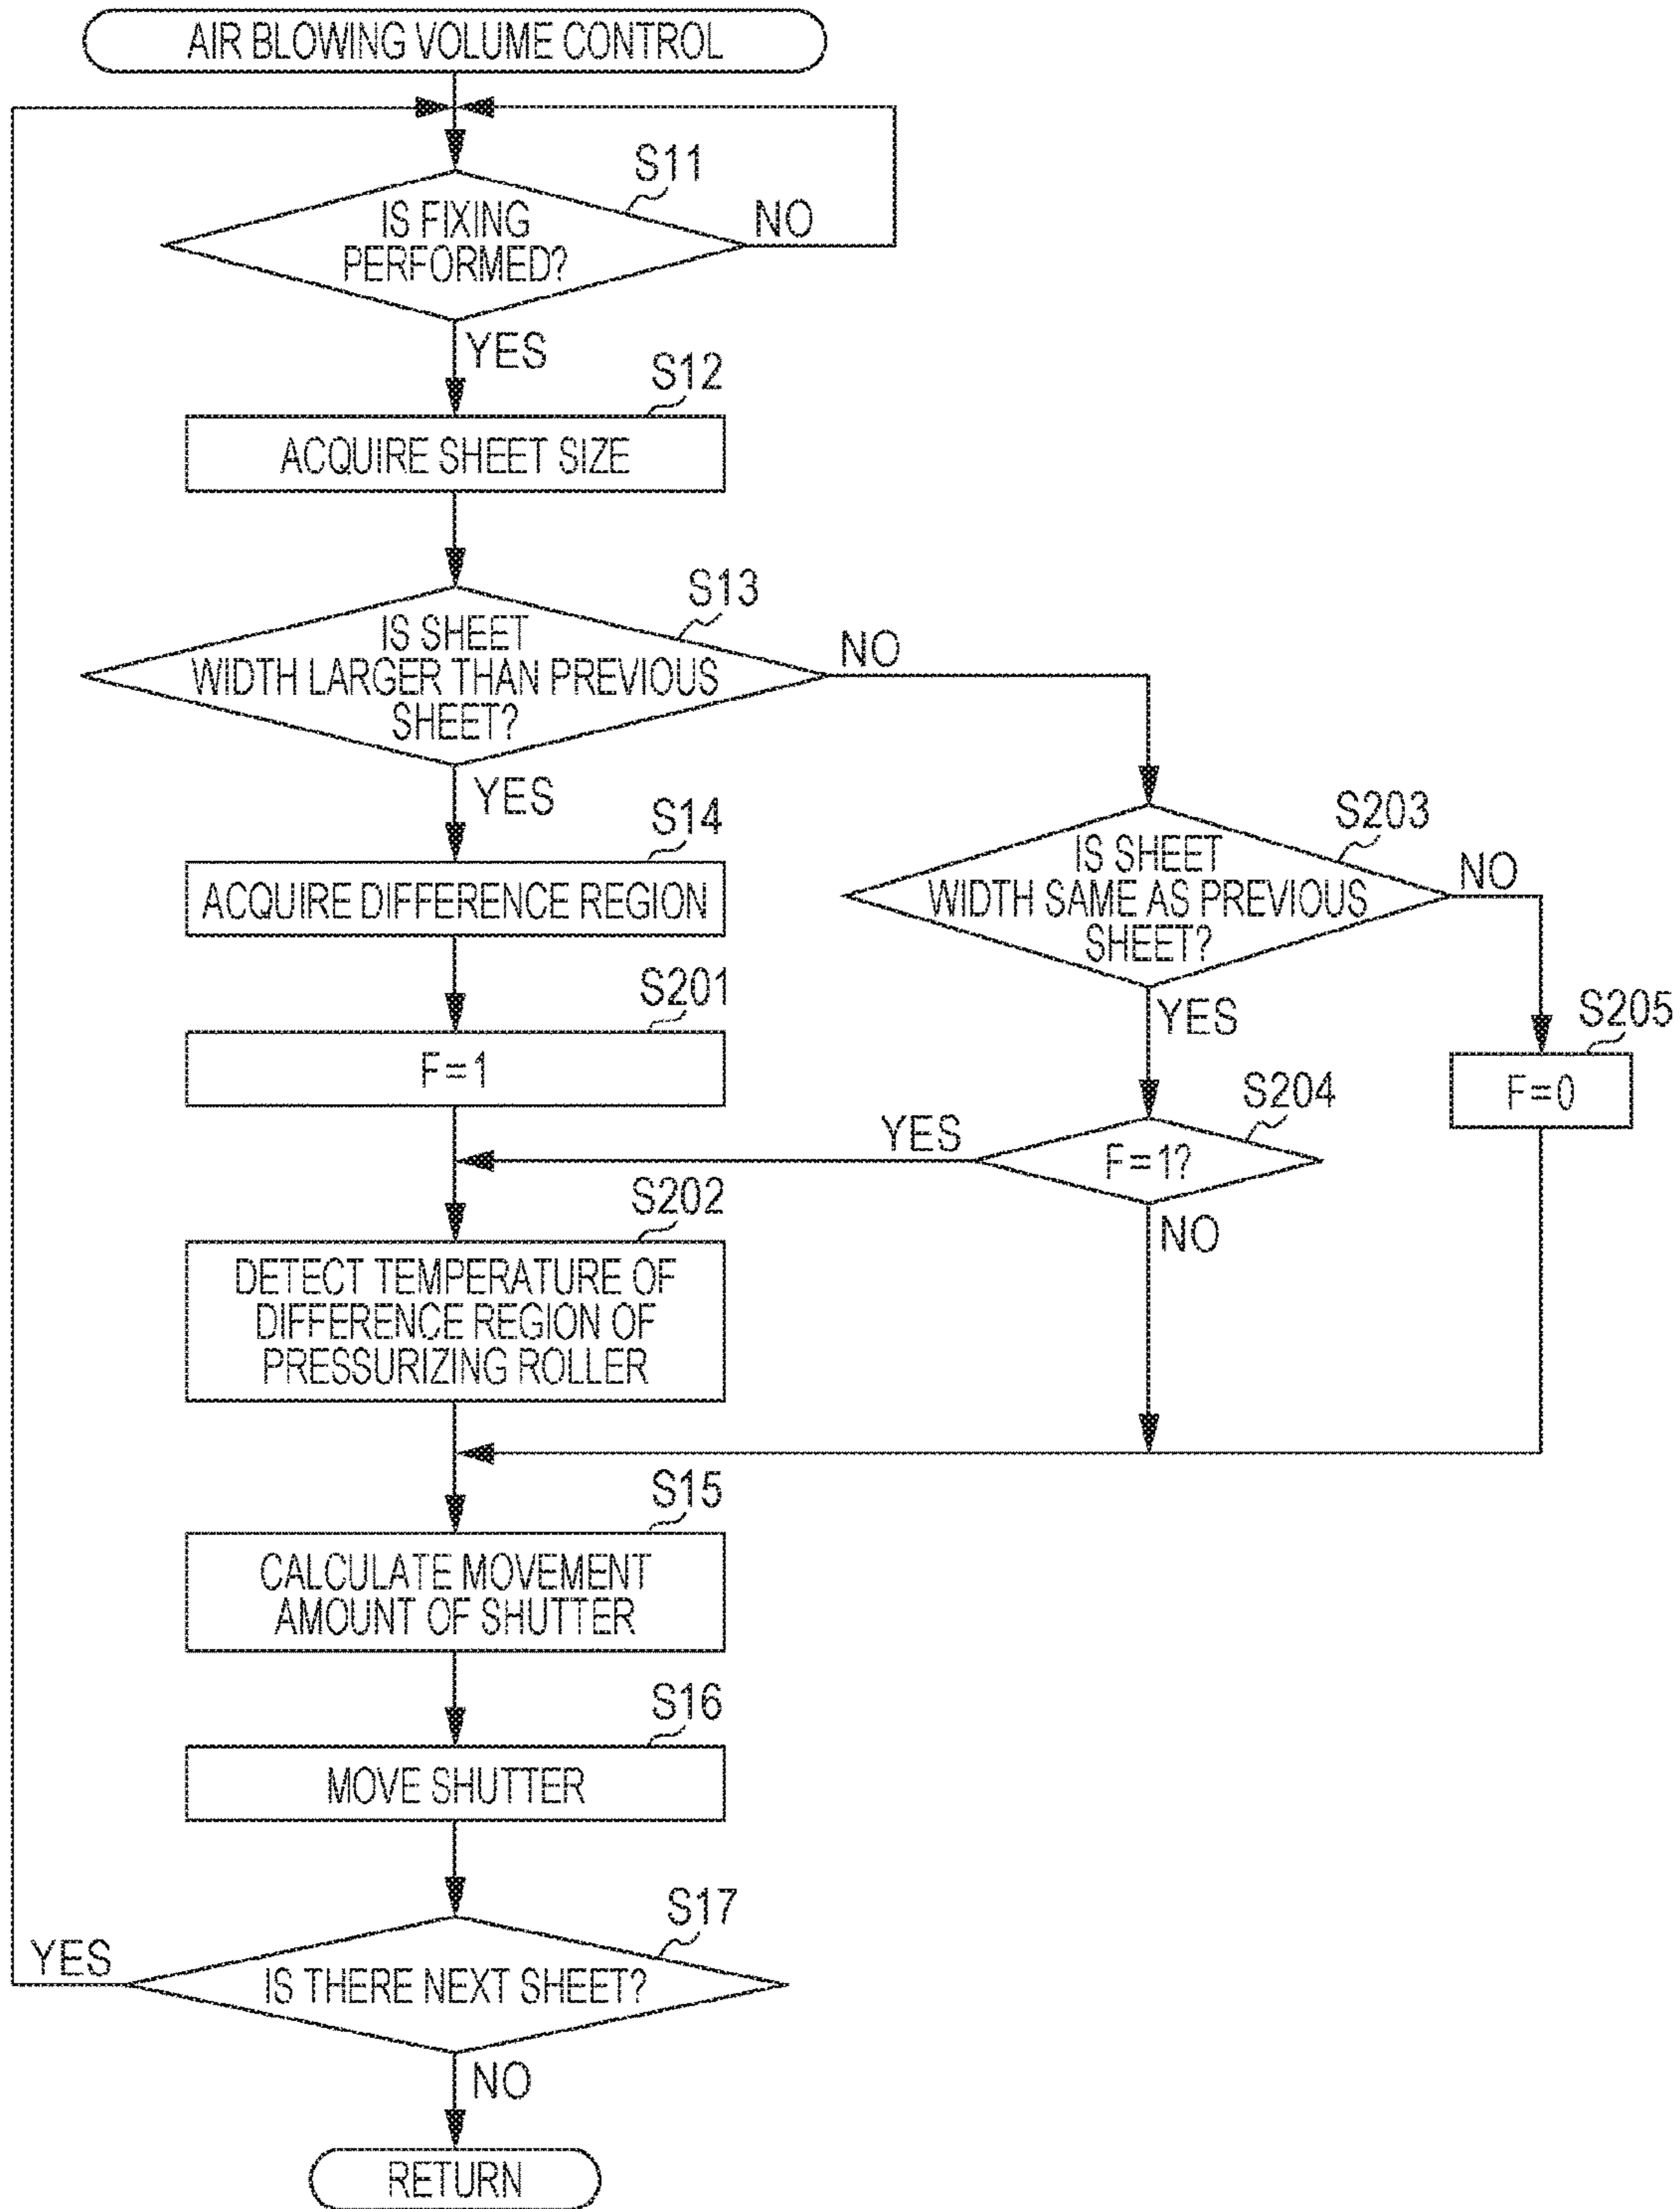 AIR BLOWING VOLUME CONTROL
S11
IS FIXING
PERFORMED?
NO
YES
S12
ACQUIRE SHEET SIZE
S13
IS SHEET
WIDTH LARGER THAN PREVIOUS
SHEET?
NO
YES
S14
ACQUIRE DIFFERENCE REGION
S203
IS SHEET
WIDTH SAME AS PREVIOUS
SHEET?
NO
YES
S201
F=1
S205
F=0
S204
F=1?
YES
NO
S202
DETECT TEMPERATURE OF
DIFFERENCE REGION OF
PRESSURIZING ROLLER
S15
CALCULATE MOVEMENT
AMOUNT OF SHUTTER
S16
MOVE SHUTTER
S17
IS THERE NEXT SHEET?
YES
NO
RETURN